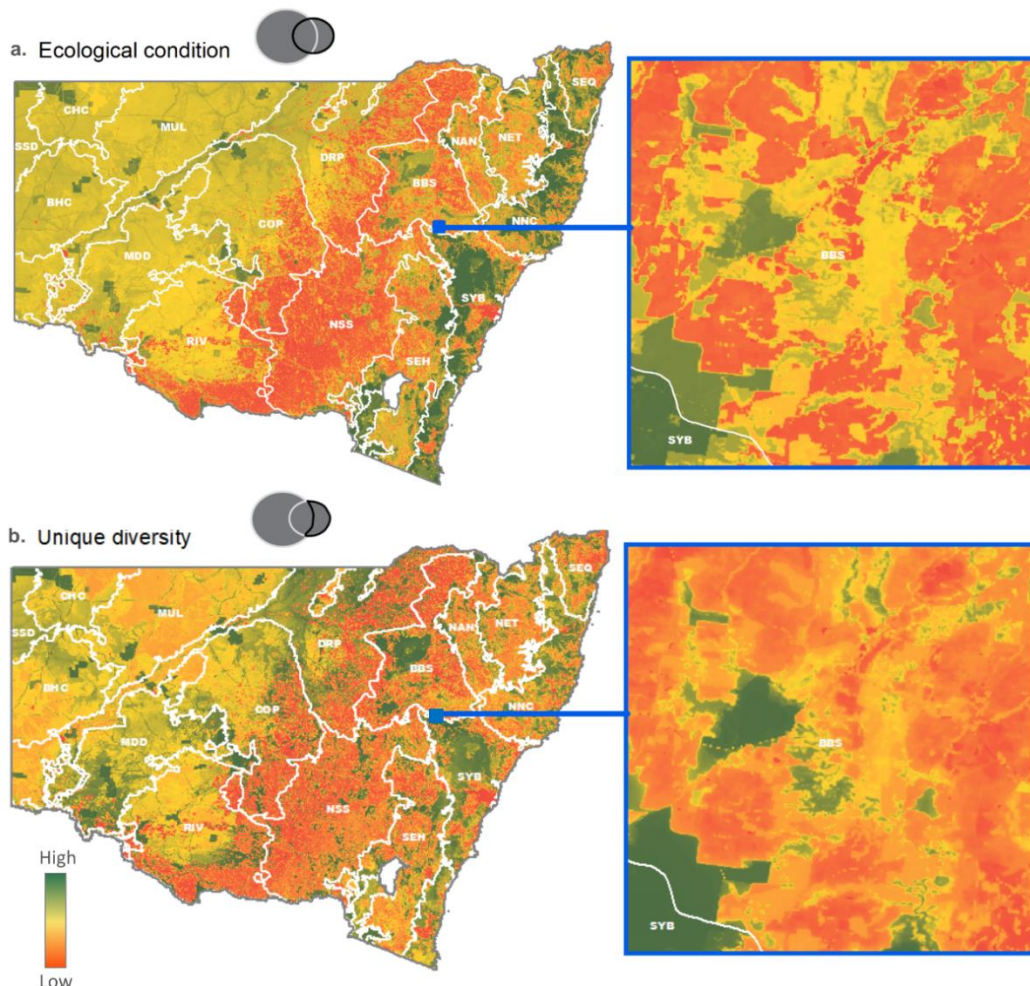 a. Ecological condition
SEQ
CHC
MUL
NAN
NET
SSD
DRP
BBS
BHC
NNC
COP
MDD
SYB
NSS
RIV
SEH
BBS
SYB
b. Unique diversity
SEQ
CHC
MUL
NAN
NET
SSD
DRP
BBS
BHC
NNC
COP
MDD
BBS
SYB
NSS
RIV
SEH
High
SYB
Low